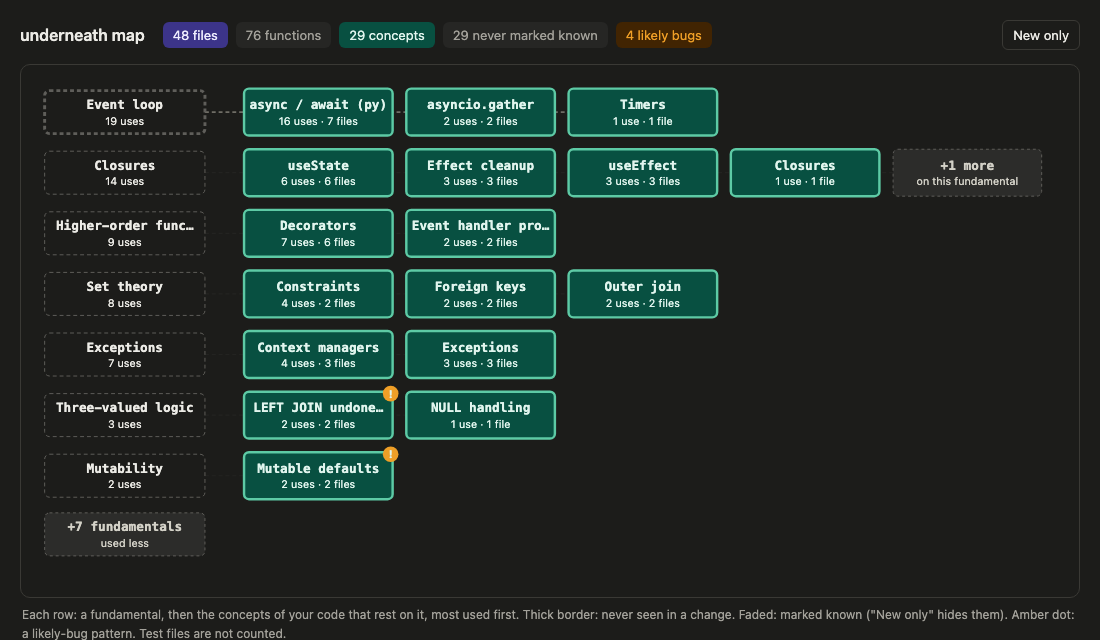 underneath map 48 files 76 functions 29 concepts 29 never marked known 4 likely bugs New only
Event loop
19 uses
async / await (py)
16 uses · 7 files
asyncio.gather
2 uses · 2 files
Timers
1 use · 1 file
Closures
14 uses
useState
6 uses · 6 files
Effect cleanup
3 uses · 3 files
useEffect
3 uses · 3 files
Closures
1 use · 1 file
+1 more
on this fundamental
Higher-order func…
9 uses
Decorators
7 uses · 6 files
Event handler pro…
2 uses · 2 files
Set theory
8 uses
Constraints
4 uses · 2 files
Foreign keys
2 uses · 2 files
Outer join
2 uses · 2 files
Exceptions
7 uses
Context managers
4 uses · 3 files
Exceptions
3 uses · 3 files
Three-valued logic
3 uses
!
LEFT JOIN undone…
2 uses · 2 files
NULL handling
1 use · 1 file
Mutability
2 uses
!
Mutable defaults
2 uses · 2 files
+7 fundamentals
used less
Each row: a fundamental, then the concepts of your code that rest on it, most used first. Thick border: never seen in a change. Faded: marked known ("New only" hides them). Amber dot:
a likely-bug pattern. Test files are not counted.